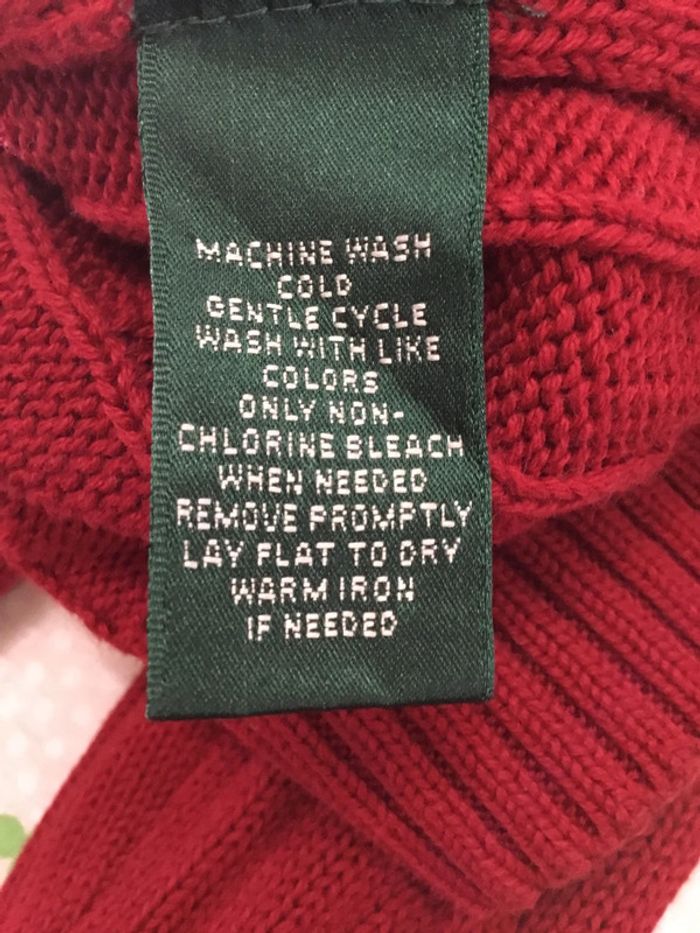 MACHINE WASH
COLD
GENTLE CYCLE
WASH WITH LIKE
COLORS
ONLY NON-
CHLORINE BLEACH
WHEN NEEDED
REMOVE PROMPTLY
LAY FLAT TO DRY
WARM IRON
IF NEEDED